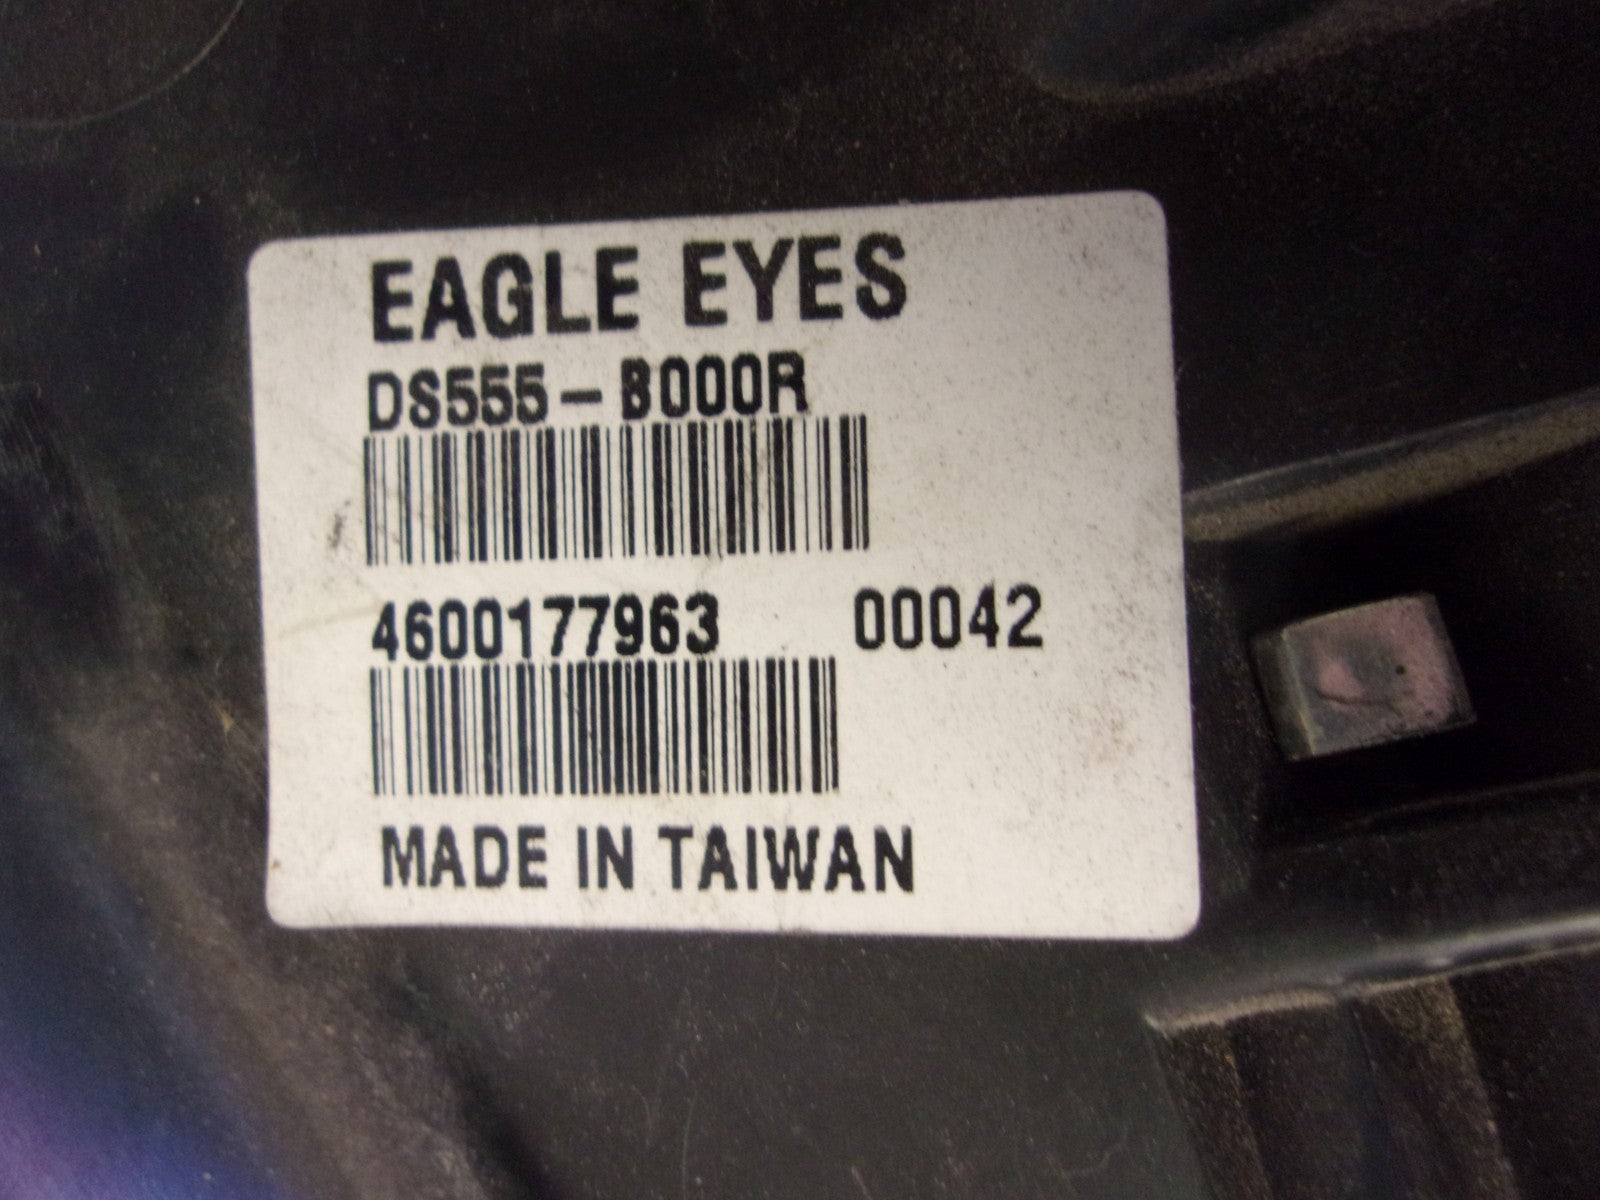 EAGLE EYES
DS555-B000R
4600177963 00042
MADE IN TAIWAN